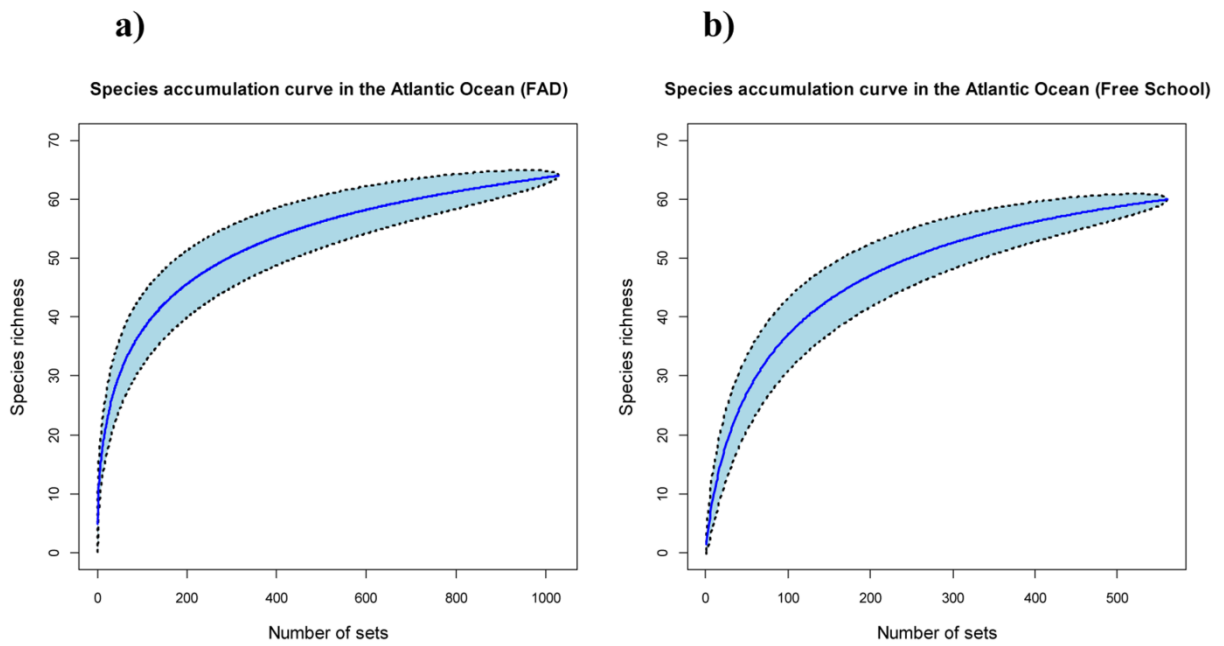 a)
Species accumulation curve in the Atlantic Ocean (FAD)
Species richness
70
60
50
40
30
20
10
0
0 200 400 600 800 1000
Number of sets
b)
Species accumulation curve in the Atlantic Ocean (Free School)
Species richness
70
60
50
40
30
20
10
0
0 100 200 300 400 500
Number of sets